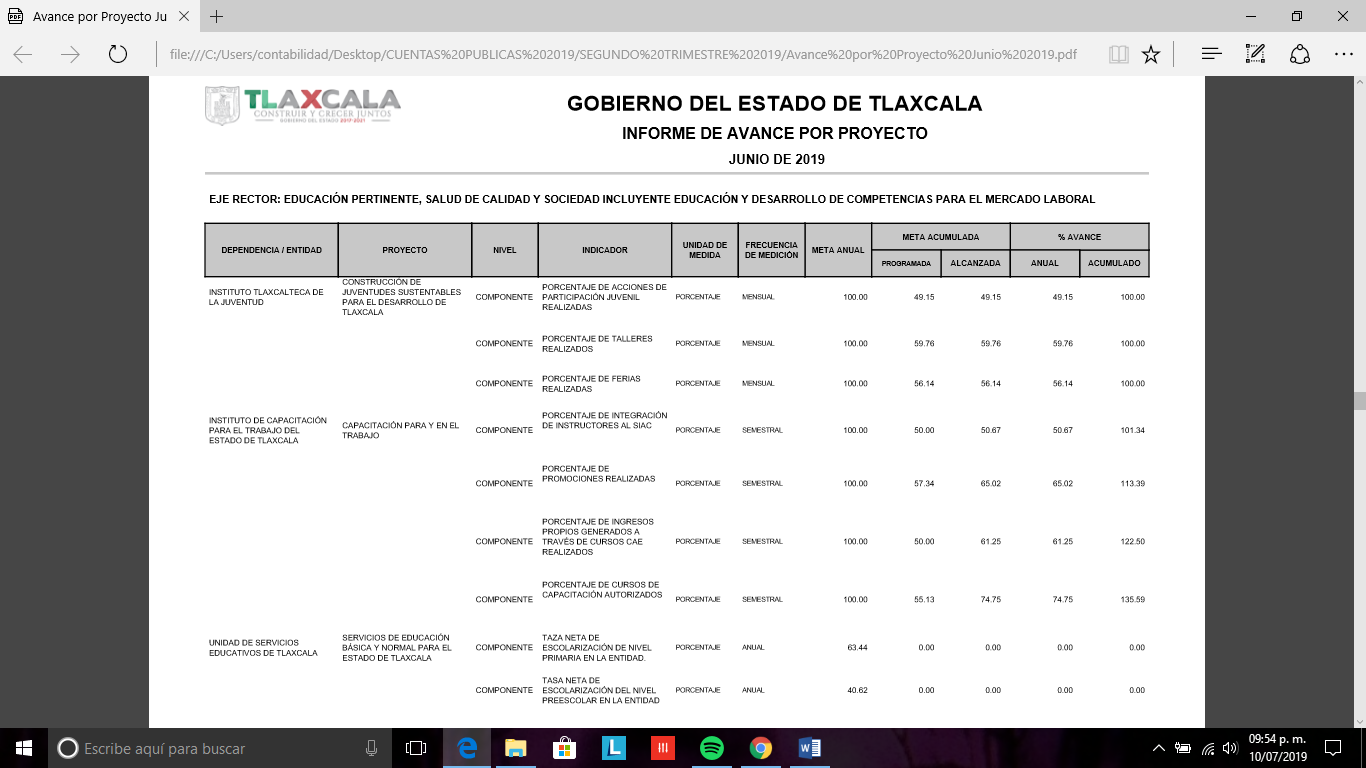 Avance por Proyecto Ju
file:///C:/Users/contabilidad/Desktop/CUENTAS%20PUBLICAS%202019/SEGUNDO%20TRIMESTRE%202019/Avance%20por%20Proyecto%20Junio%202019.pdf
TLAXCALA
CONSTRUIR Y CRECER JUNTOS
GOBIERNO DEL ESTADO 2017-2021
GOBIERNO DEL ESTADO DE TLAXCALA
INFORME DE AVANCE POR PROYECTO
JUNIO DE 2019
EJE RECTOR: EDUCACIÓN PERTINENTE, SALUD DE CALIDAD Y SOCIEDAD INCLUYENTE EDUCACIÓN Y DESARROLLO DE COMPETENCIAS PARA EL MERCADO LABORAL
DEPENDENCIA / ENTIDAD
PROYECTO
NIVEL
INDICADOR
UNIDAD DE
MEDIDA
FRECUENCIA
DE MEDICIÓN
META ANUAL
META ACUMULADA
PROGRAMADA
ALCANZADA
% AVANCE
ANUAL
ACUMULADO
INSTITUTO TLAXCALTECA DE
LA JUVENTUD
CONSTRUCCIÓN DE
JUVENTUDES SUSTENTABLES
PARA EL DESARROLLO DE
TLAXCALA
COMPONENTE
PORCENTAJE DE ACCIONES DE
PARTICIPACIÓN JUVENIL
REALIZADAS
PORCENTAJE
MENSUAL
100.00
49.15
49.15
49.15
100.00
COMPONENTE
PORCENTAJE DE TALLERES
REALIZADOS
PORCENTAJE
MENSUAL
100.00
59.76
59.76
59.76
100.00
COMPONENTE
PORCENTAJE DE FERIAS
REALIZADAS
PORCENTAJE
MENSUAL
100.00
56.14
56.14
56.14
100.00
INSTITUTO DE CAPACITACIÓN
PARA EL TRABAJO DEL
ESTADO DE TLAXCALA
CAPACITACIÓN PARA Y EN EL
TRABAJO
COMPONENTE
PORCENTAJE DE INTEGRACIÓN
DE INSTRUCTORES AL SIAC
PORCENTAJE
SEMESTRAL
100.00
50.00
50.67
50.67
101.34
COMPONENTE
PORCENTAJE DE
PROMOCIONES REALIZADAS
PORCENTAJE
SEMESTRAL
100.00
57.34
65.02
65.02
113.39
COMPONENTE
PORCENTAJE DE INGRESOS
PROPIOS GENERADOS A
TRAVÉS DE CURSOS CAE
REALIZADOS
PORCENTAJE
SEMESTRAL
100.00
50.00
61.25
61.25
122.50
COMPONENTE
PORCENTAJE DE CURSOS DE
CAPACITACIÓN AUTORIZADOS
PORCENTAJE
SEMESTRAL
100.00
55.13
74.75
74.75
135.59
UNIDAD DE SERVICIOS
EDUCATIVOS DE TLAXCALA
SERVICIOS DE EDUCACIÓN
BÁSICA Y NORMAL PARA EL
ESTADO DE TLAXCALA
COMPONENTE
TAZA NETA DE
ESCOLARIZACIÓN DE NIVEL
PRIMARIA EN LA ENTIDAD.
PORCENTAJE
ANUAL
63.44
0.00
0.00
0.00
0.00
COMPONENTE
TASA NETA DE
ESCOLARIZACIÓN DEL NIVEL
PREESCOLAR EN LA ENTIDAD
PORCENTAJE
ANUAL
40.62
0.00
0.00
0.00
0.00
Escribe aquí para buscar
09:54 p. m.
10/07/2019